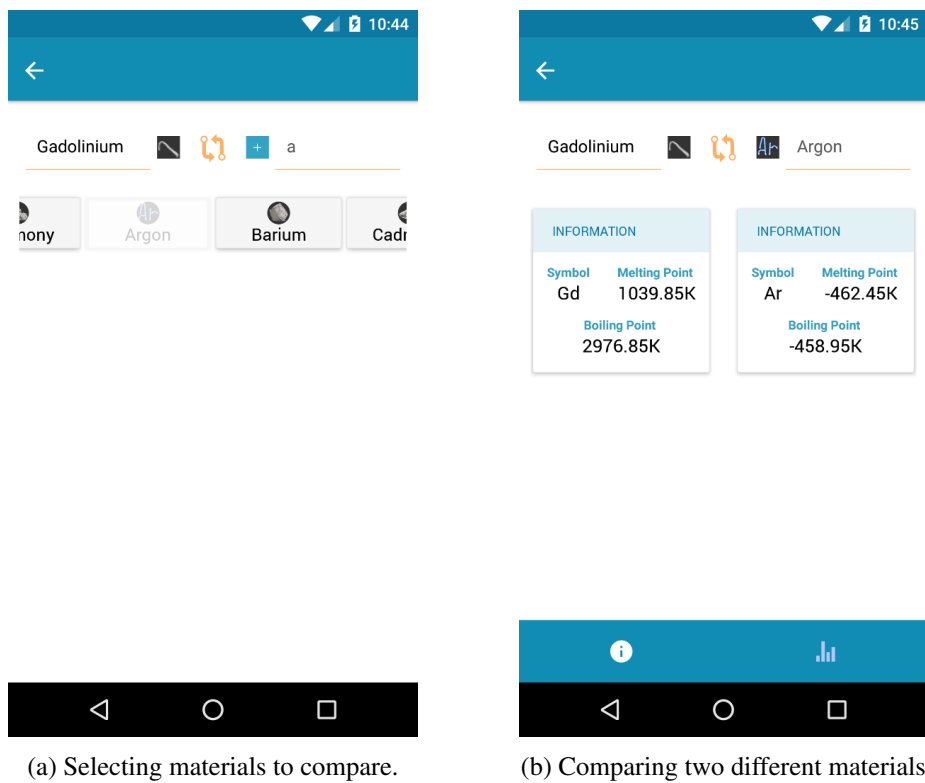 10:44
Gadolinium + a
nony Argon Barium Cadr
(a) Selecting materials to compare.
10:45
Gadolinium Ar Argon
INFORMATION
Symbol Melting Point
Gd 1039.85K
Boiling Point
2976.85K
INFORMATION
Symbol Melting Point
Ar -462.45K
Boiling Point
-458.95K
(b) Comparing two different materials